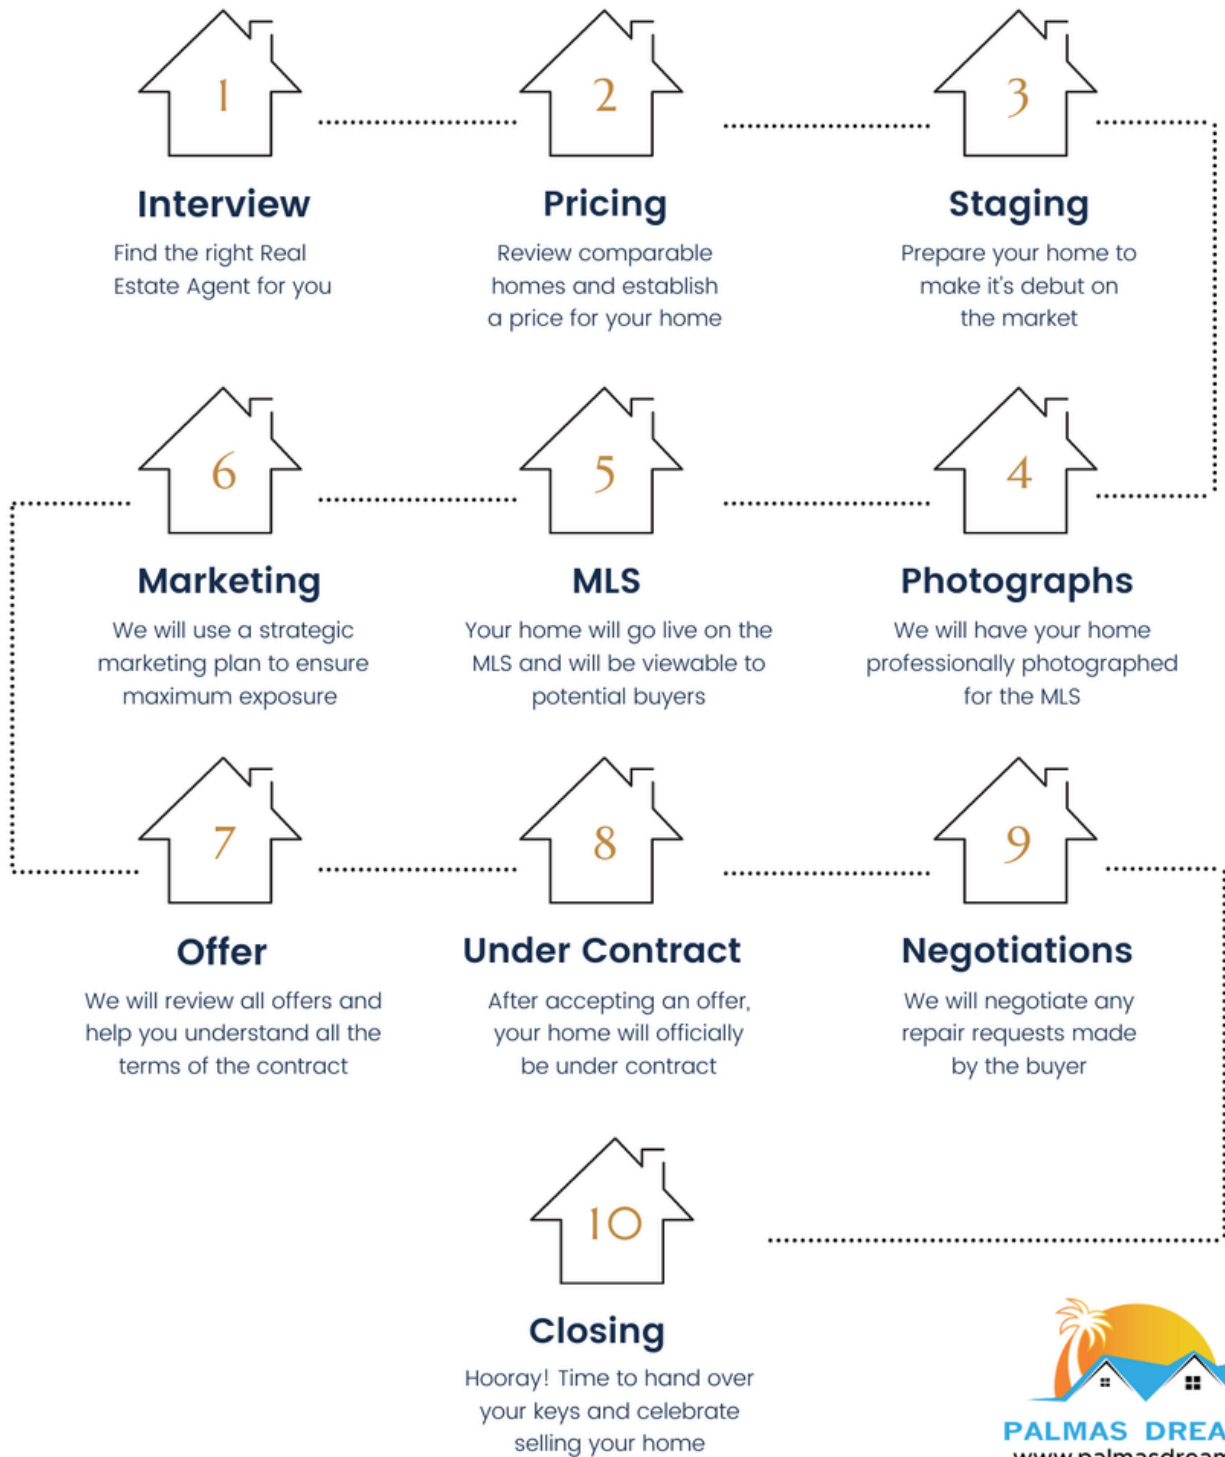 1
Interview
Find the right Real
Estate Agent for you
2
Pricing
Review comparable
homes and establish
a price for your home
3
Staging
Prepare your home to
make it's debut on
the market
4
Photographs
We will have your home
professionally photographed
for the MLS
5
MLS
Your home will go live on the
MLS and will be viewable to
potential buyers
6
Marketing
We will use a strategic
marketing plan to ensure
maximum exposure
7
Offer
We will review all offers and
help you understand all the
terms of the contract
8
Under Contract
After accepting an offer,
your home will officially
be under contract
9
Negotiations
We will negotiate any
repair requests made
by the buyer
10
Closing
Hooray! Time to hand over
your keys and celebrate
selling your home
PALMAS